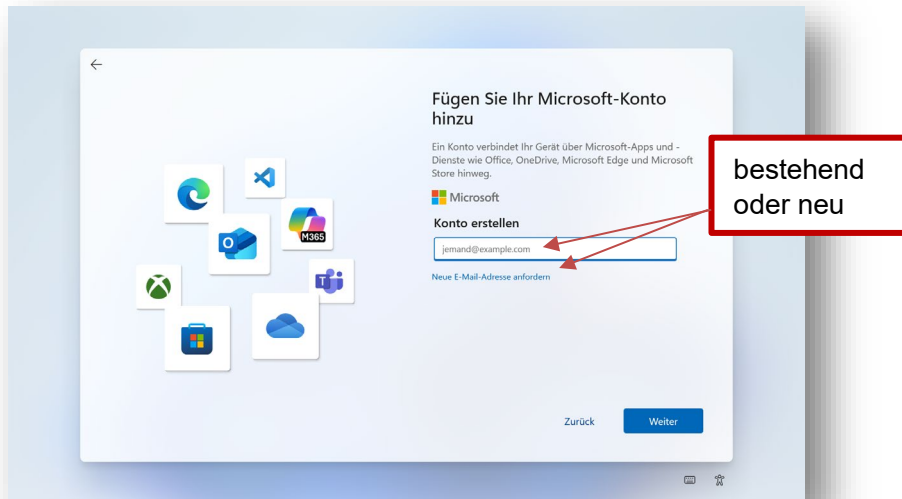 Fügen Sie Ihr Microsoft-Konto
hinzu
Ein Konto verbindet Ihr Gerät über Microsoft-Apps und -
Dienste wie Office, OneDrive, Microsoft Edge und Microsoft
Store hinweg.
Microsoft
Konto erstellen
jemand@example.com
Neue E-Mail-Adresse anfordern
bestehend
oder neu
M365
Zurück
Weiter